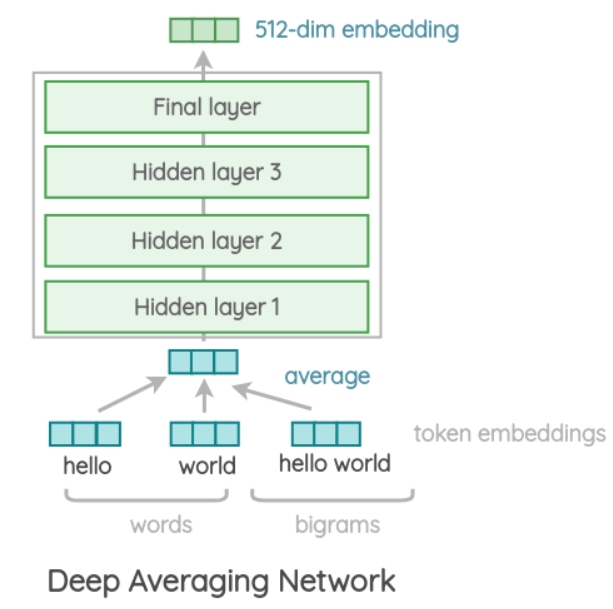 512-dim embedding
Final layer
Hidden layer 3
Hidden layer 2
Hidden layer 1
average
token embeddings
hello world hello world
words bigrams
Deep Averaging Network